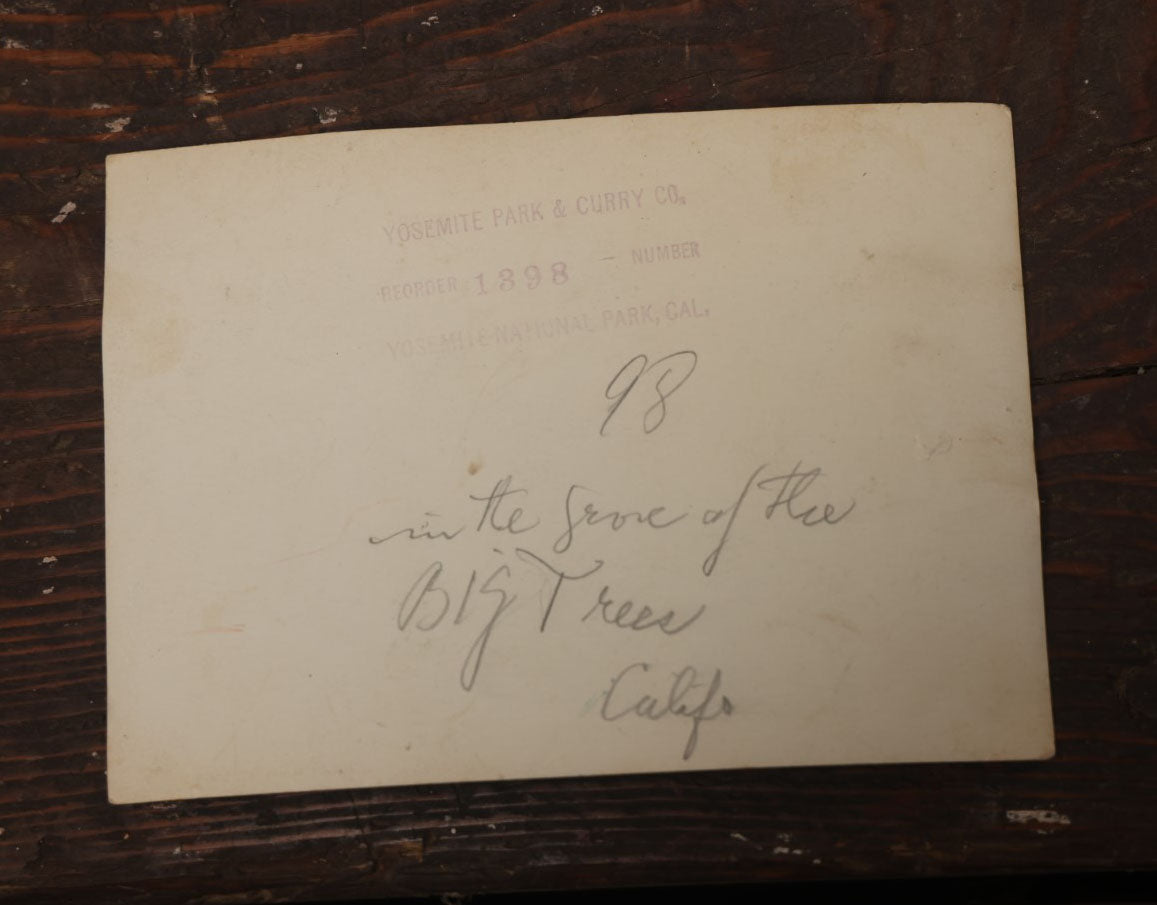 YOSEMITE PARK & CURRY CO.
REORDER 1398 - NUMBER
YOSEMITE NATIONAL PARK, CAL.
98
in the Grove of the
Big Trees
Calif.